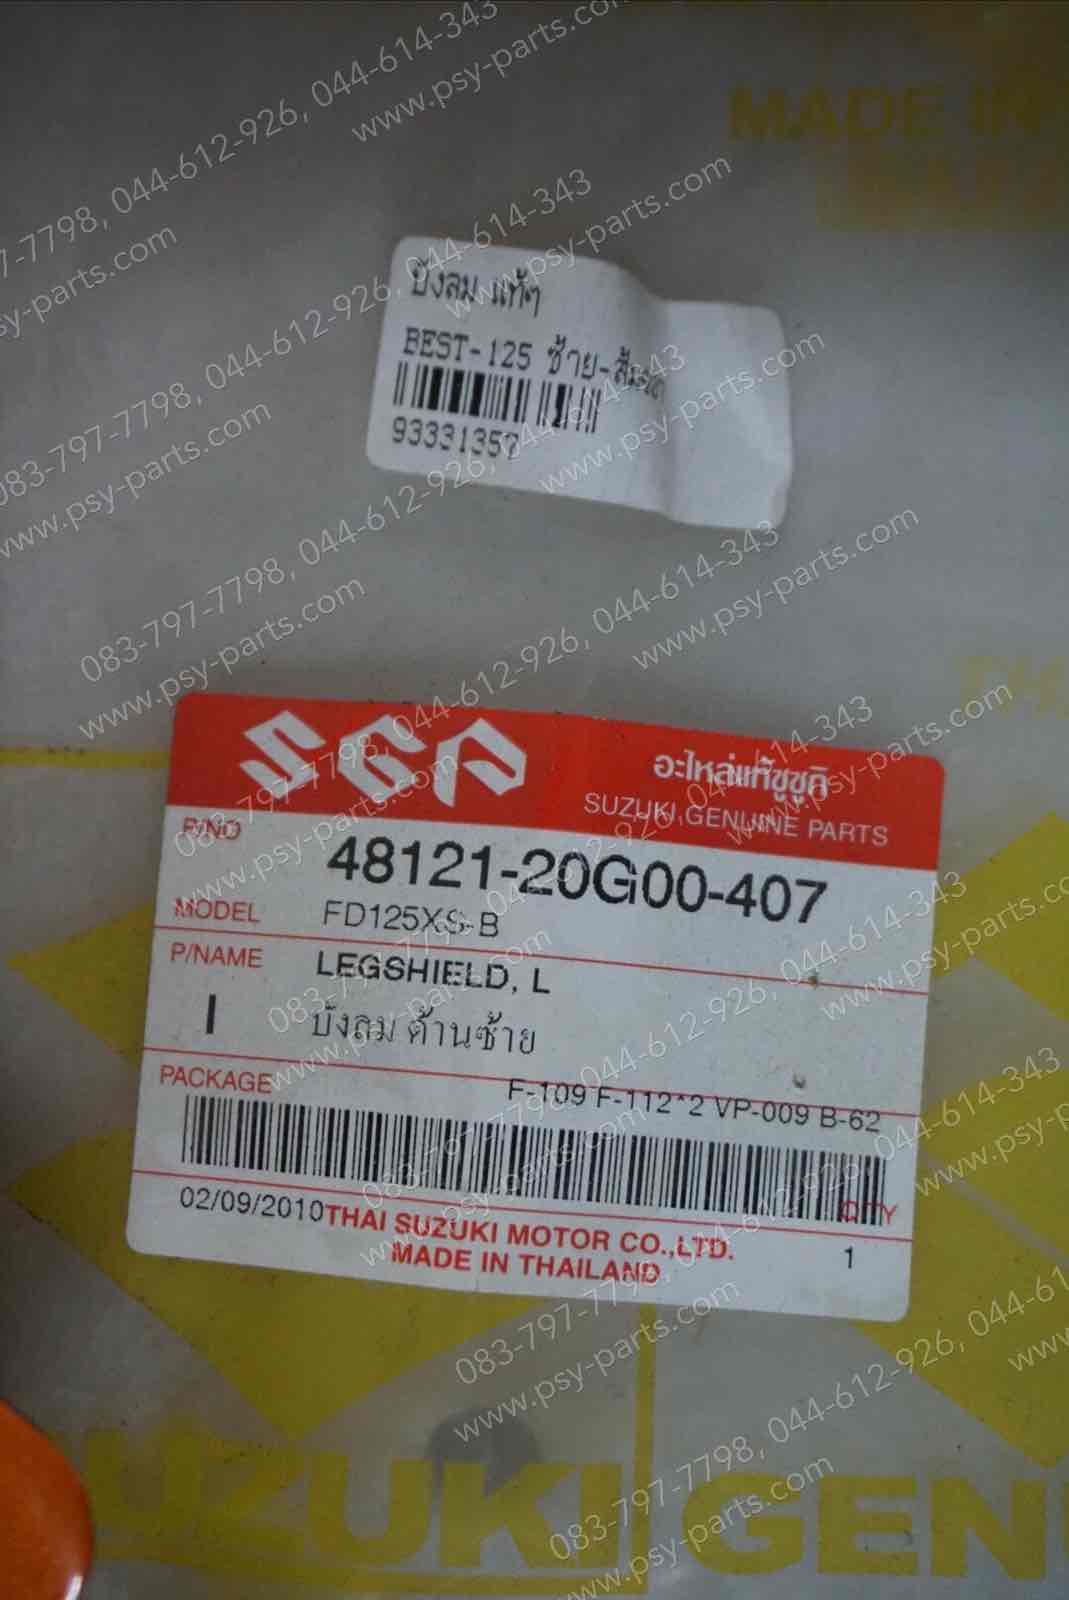 MADE IN
083-797-7798, 044-612-926, 044-614-343
www.psy-parts.com
บังลม แท้ๆ
BEST-125 ซ้าย-ส้ม
93331357
อะไหล่แท้ซูซูกิ
SUZUKI GENUINE PARTS
P/NO
48121-20G00-407
MODEL FD125XS-B
P/NAME LEGSHIELD, L
I บังลม ด้านซ้าย
PACKAGE F-109 F-112*2 VP-009 B-62
QTY
02/09/2010 THAI SUZUKI MOTOR CO.,LTD. 1
MADE IN THAILAND
SUZUKI GEN